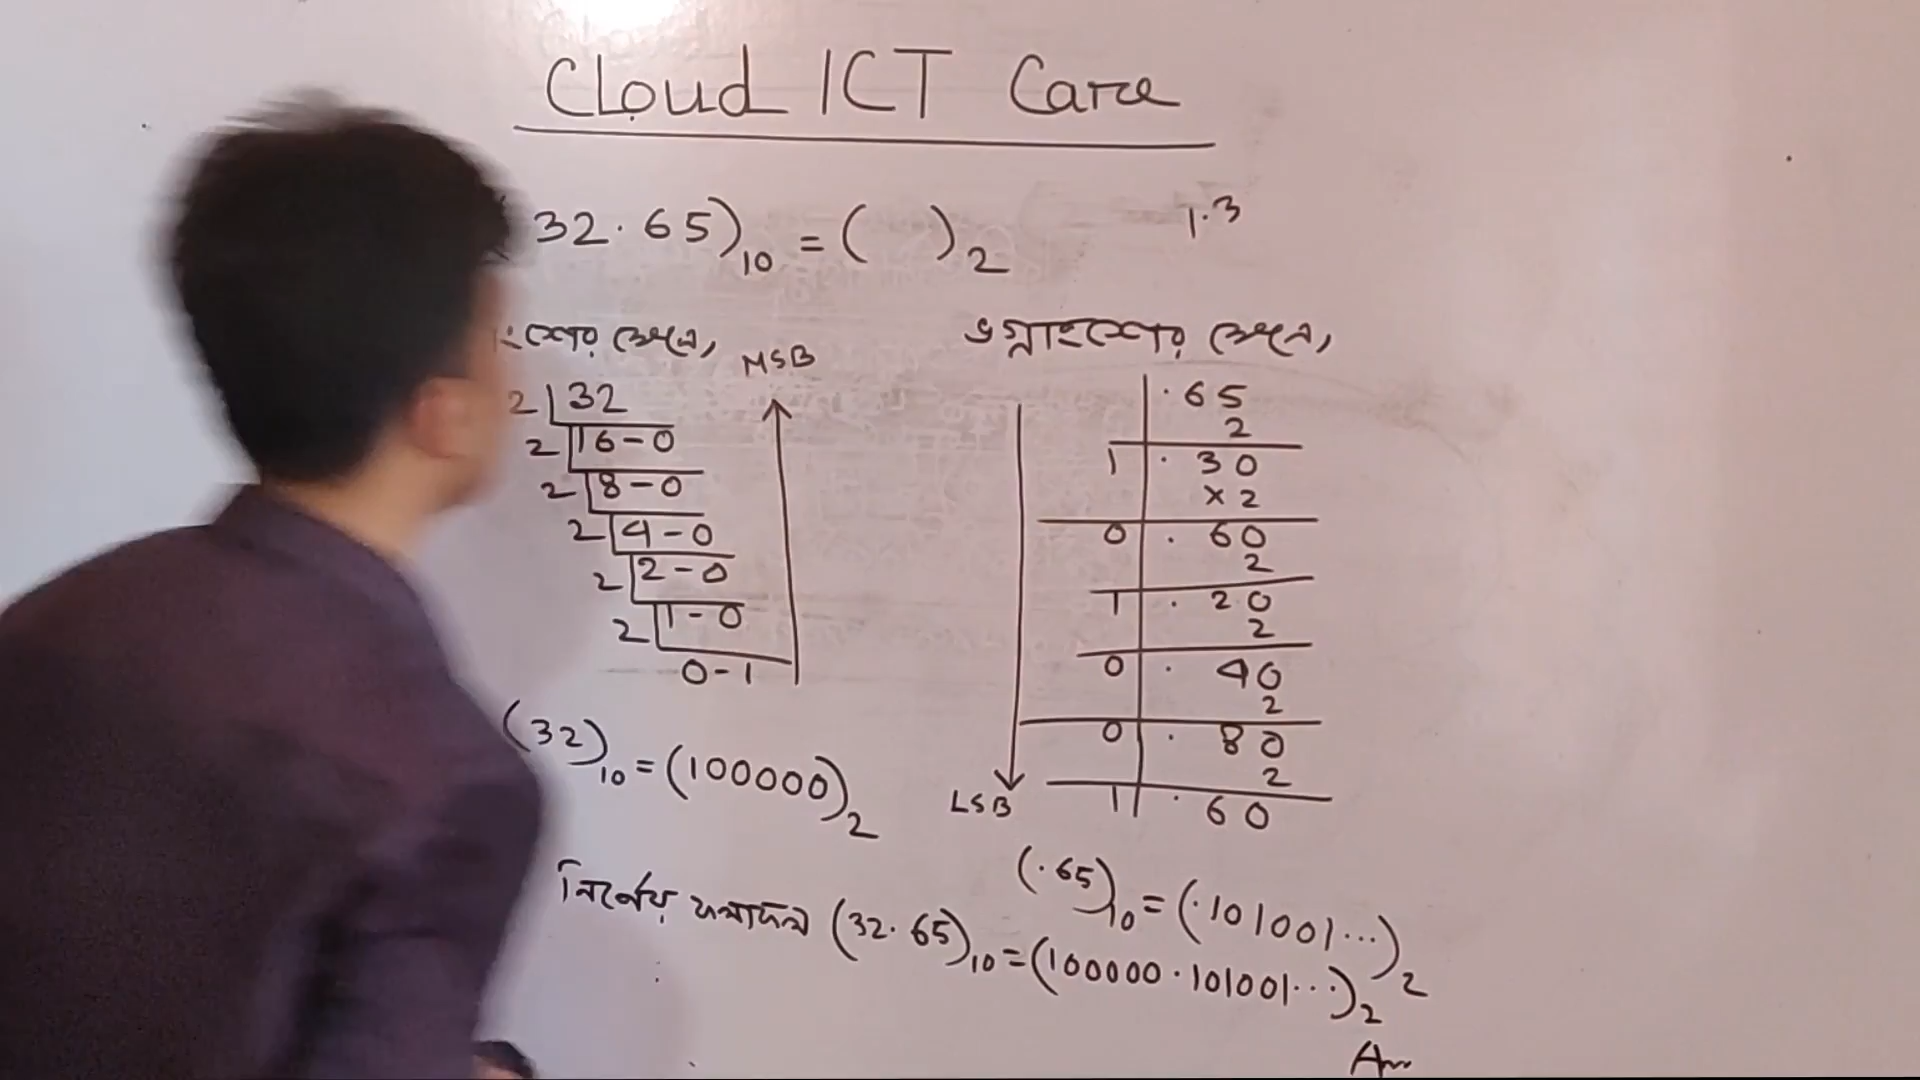 Cloud ICT Care
32.65)10 = ( )2
1.3
ংশের ক্ষেত্রে,
MSB
2 | 32
2 | 16 - 0
2 | 8 - 0
2 | 4 - 0
2 | 2 - 0
2 | 1 - 0
0 - 1
(32)10 = (100000)2
ভগ্নাংশের ক্ষেত্রে,
.65
2
1 | .30
×2
0 | .60
2
1 | .20
2
0 | .40
2
0 | .80
2
1 | .60
LSB
(.65)10 = (.101001...)2
নির্ণেয় ফলাফল (32.65)10 = (100000.101001...)2
Am